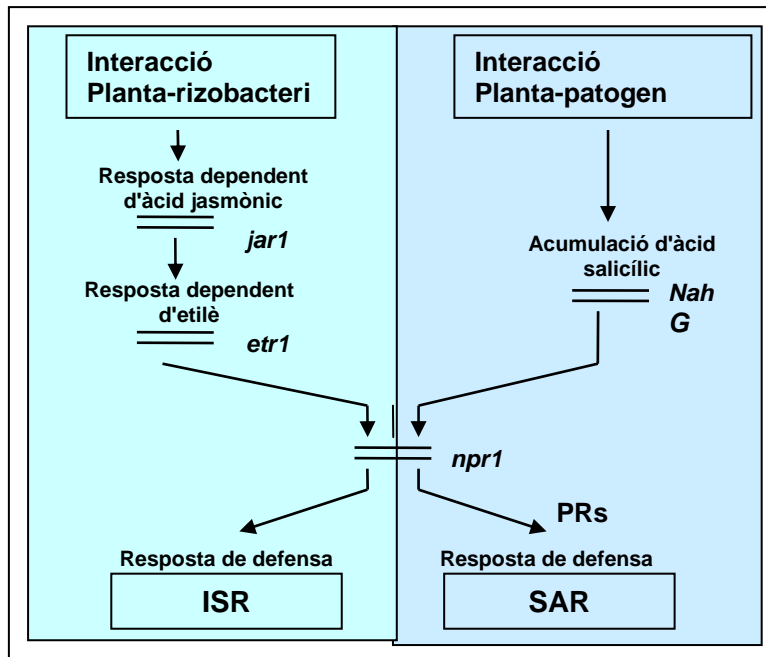 Interacció
Planta-rizobacteri
Resposta dependent
d'àcid jasmònic
jar1
Resposta dependent
d'etilè
etr1
Interacció
Planta-patogen
Acumulació d'àcid
salicílic
Nah
G
npr1
PRs
Resposta de defensa
ISR
Resposta de defensa
SAR